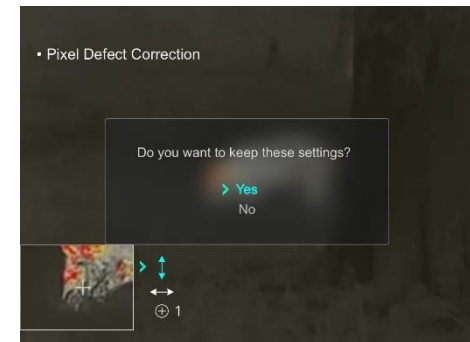 • Pixel Defect Correction
Do you want to keep these settings?
Yes
No
1